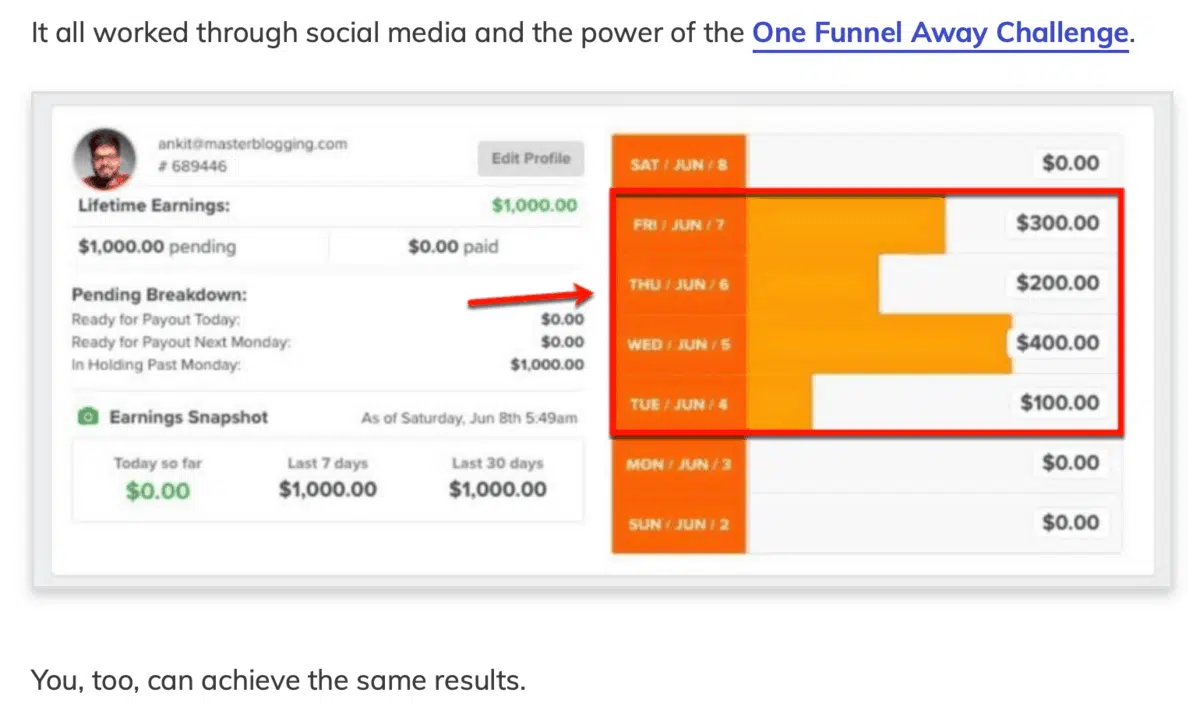 It all worked through social media and the power of the One Funnel Away Challenge.
ankit@masterblogging.com
# 689446
Edit Profile
Lifetime Earnings: $1,000.00
$1,000.00 pending $0.00 paid
Pending Breakdown:
Ready for Payout Today: $0.00
Ready for Payout Next Monday: $0.00
In Holding Past Monday: $1,000.00
Earnings Snapshot As of Saturday, Jun 8th 5:49am
Today so far Last 7 days Last 30 days
$0.00 $1,000.00 $1,000.00
SAT / JUN / 8 $0.00
FRI / JUN / 7 $300.00
THU / JUN / 6 $200.00
WED / JUN / 5 $400.00
TUE / JUN / 4 $100.00
MON / JUN / 3 $0.00
SUN / JUN / 2 $0.00
You, too, can achieve the same results.